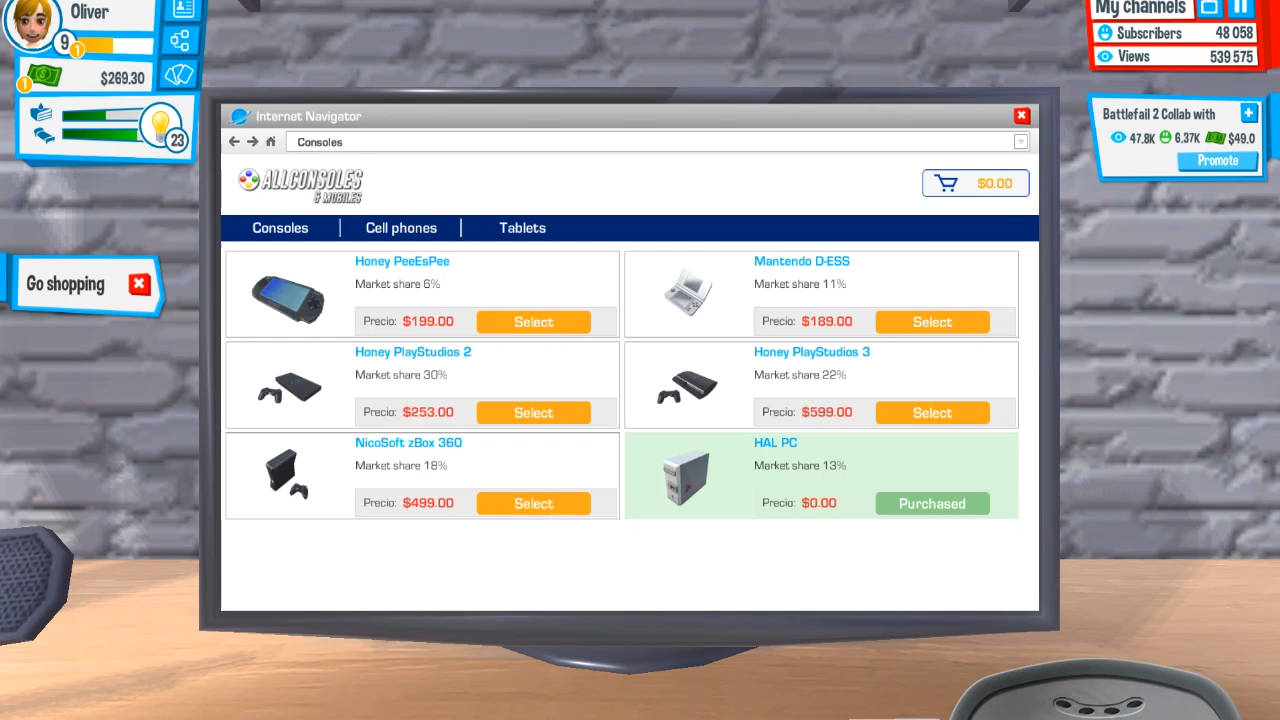 Oliver
9
1
1
$269.30
23
My channels
Subscribers 48 058
Views 539 575
Battlefail 2 Collab with
47.8K 6.37K $49.0
Promote
Go shopping
Internet Navigator
Consoles
ALLCONSOLES
& MOBILES
$0.00
Consoles Cell phones Tablets
Honey PeeEsPee
Market share 6%
Precio: $199.00 Select
Mantendo D-ESS
Market share 11%
Precio: $189.00 Select
Honey PlayStudios 2
Market share 30%
Precio: $253.00 Select
Honey PlayStudios 3
Market share 22%
Precio: $599.00 Select
NicoSoft zBox 360
Market share 18%
Precio: $499.00 Select
HAL PC
Market share 13%
Precio: $0.00 Purchased